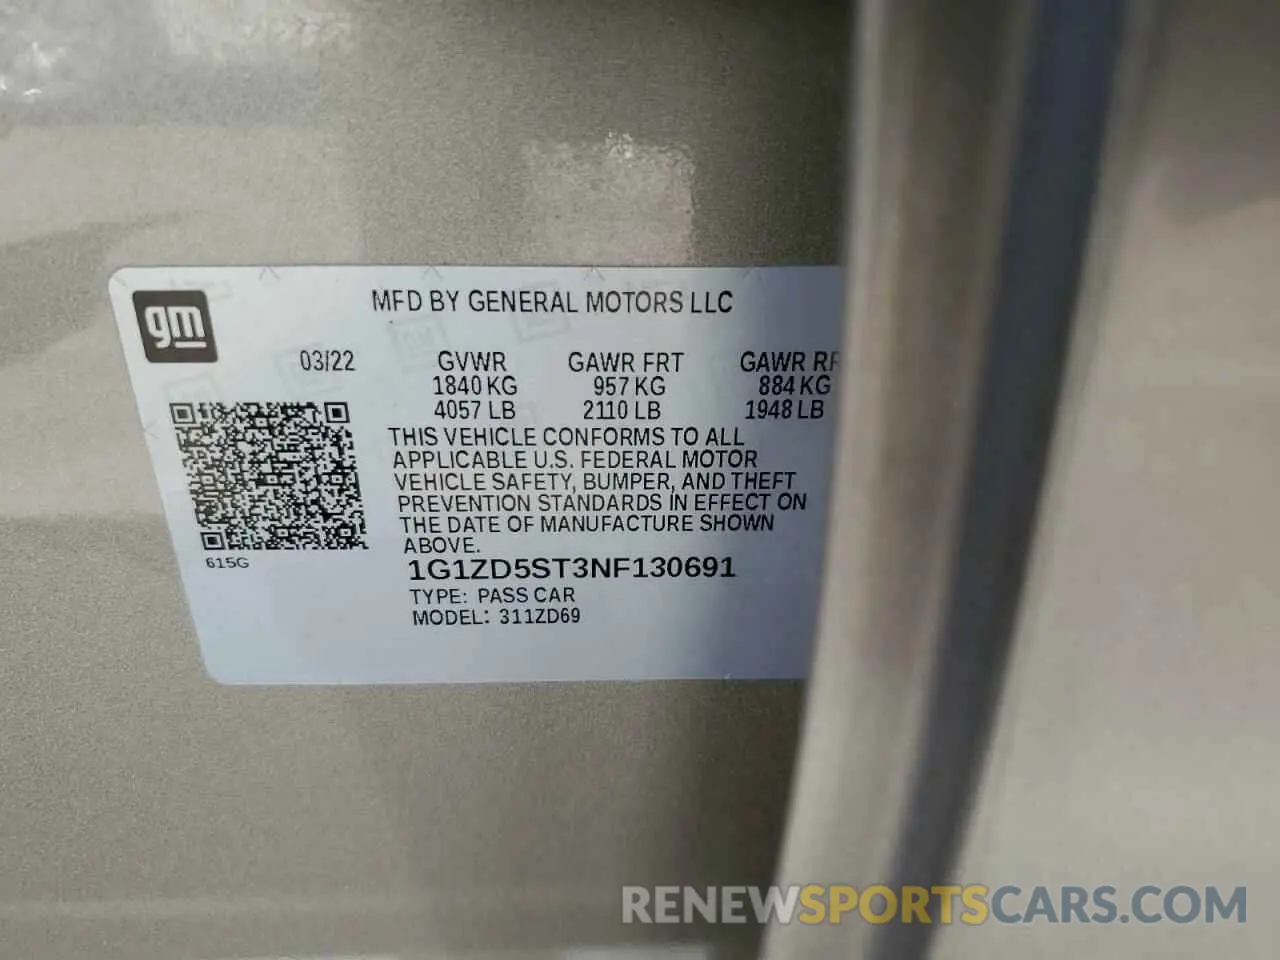 gm
MFD BY GENERAL MOTORS LLC
03/22 GVWR GAWR FRT GAWR
1840 KG 957 KG 884 KG
4057 LB 2110 LB 1948 LB
THIS VEHICLE CONFORMS TO ALL
APPLICABLE U.S. FEDERAL MOTOR
VEHICLE SAFETY, BUMPER, AND THEFT
PREVENTION STANDARDS IN EFFECT ON
THE DATE OF MANUFACTURE SHOWN
ABOVE.
615G
1G1ZD5ST3NF130691
TYPE: PASS CAR
MODEL: 311ZD69
RENEWSPORTSCARS.COM